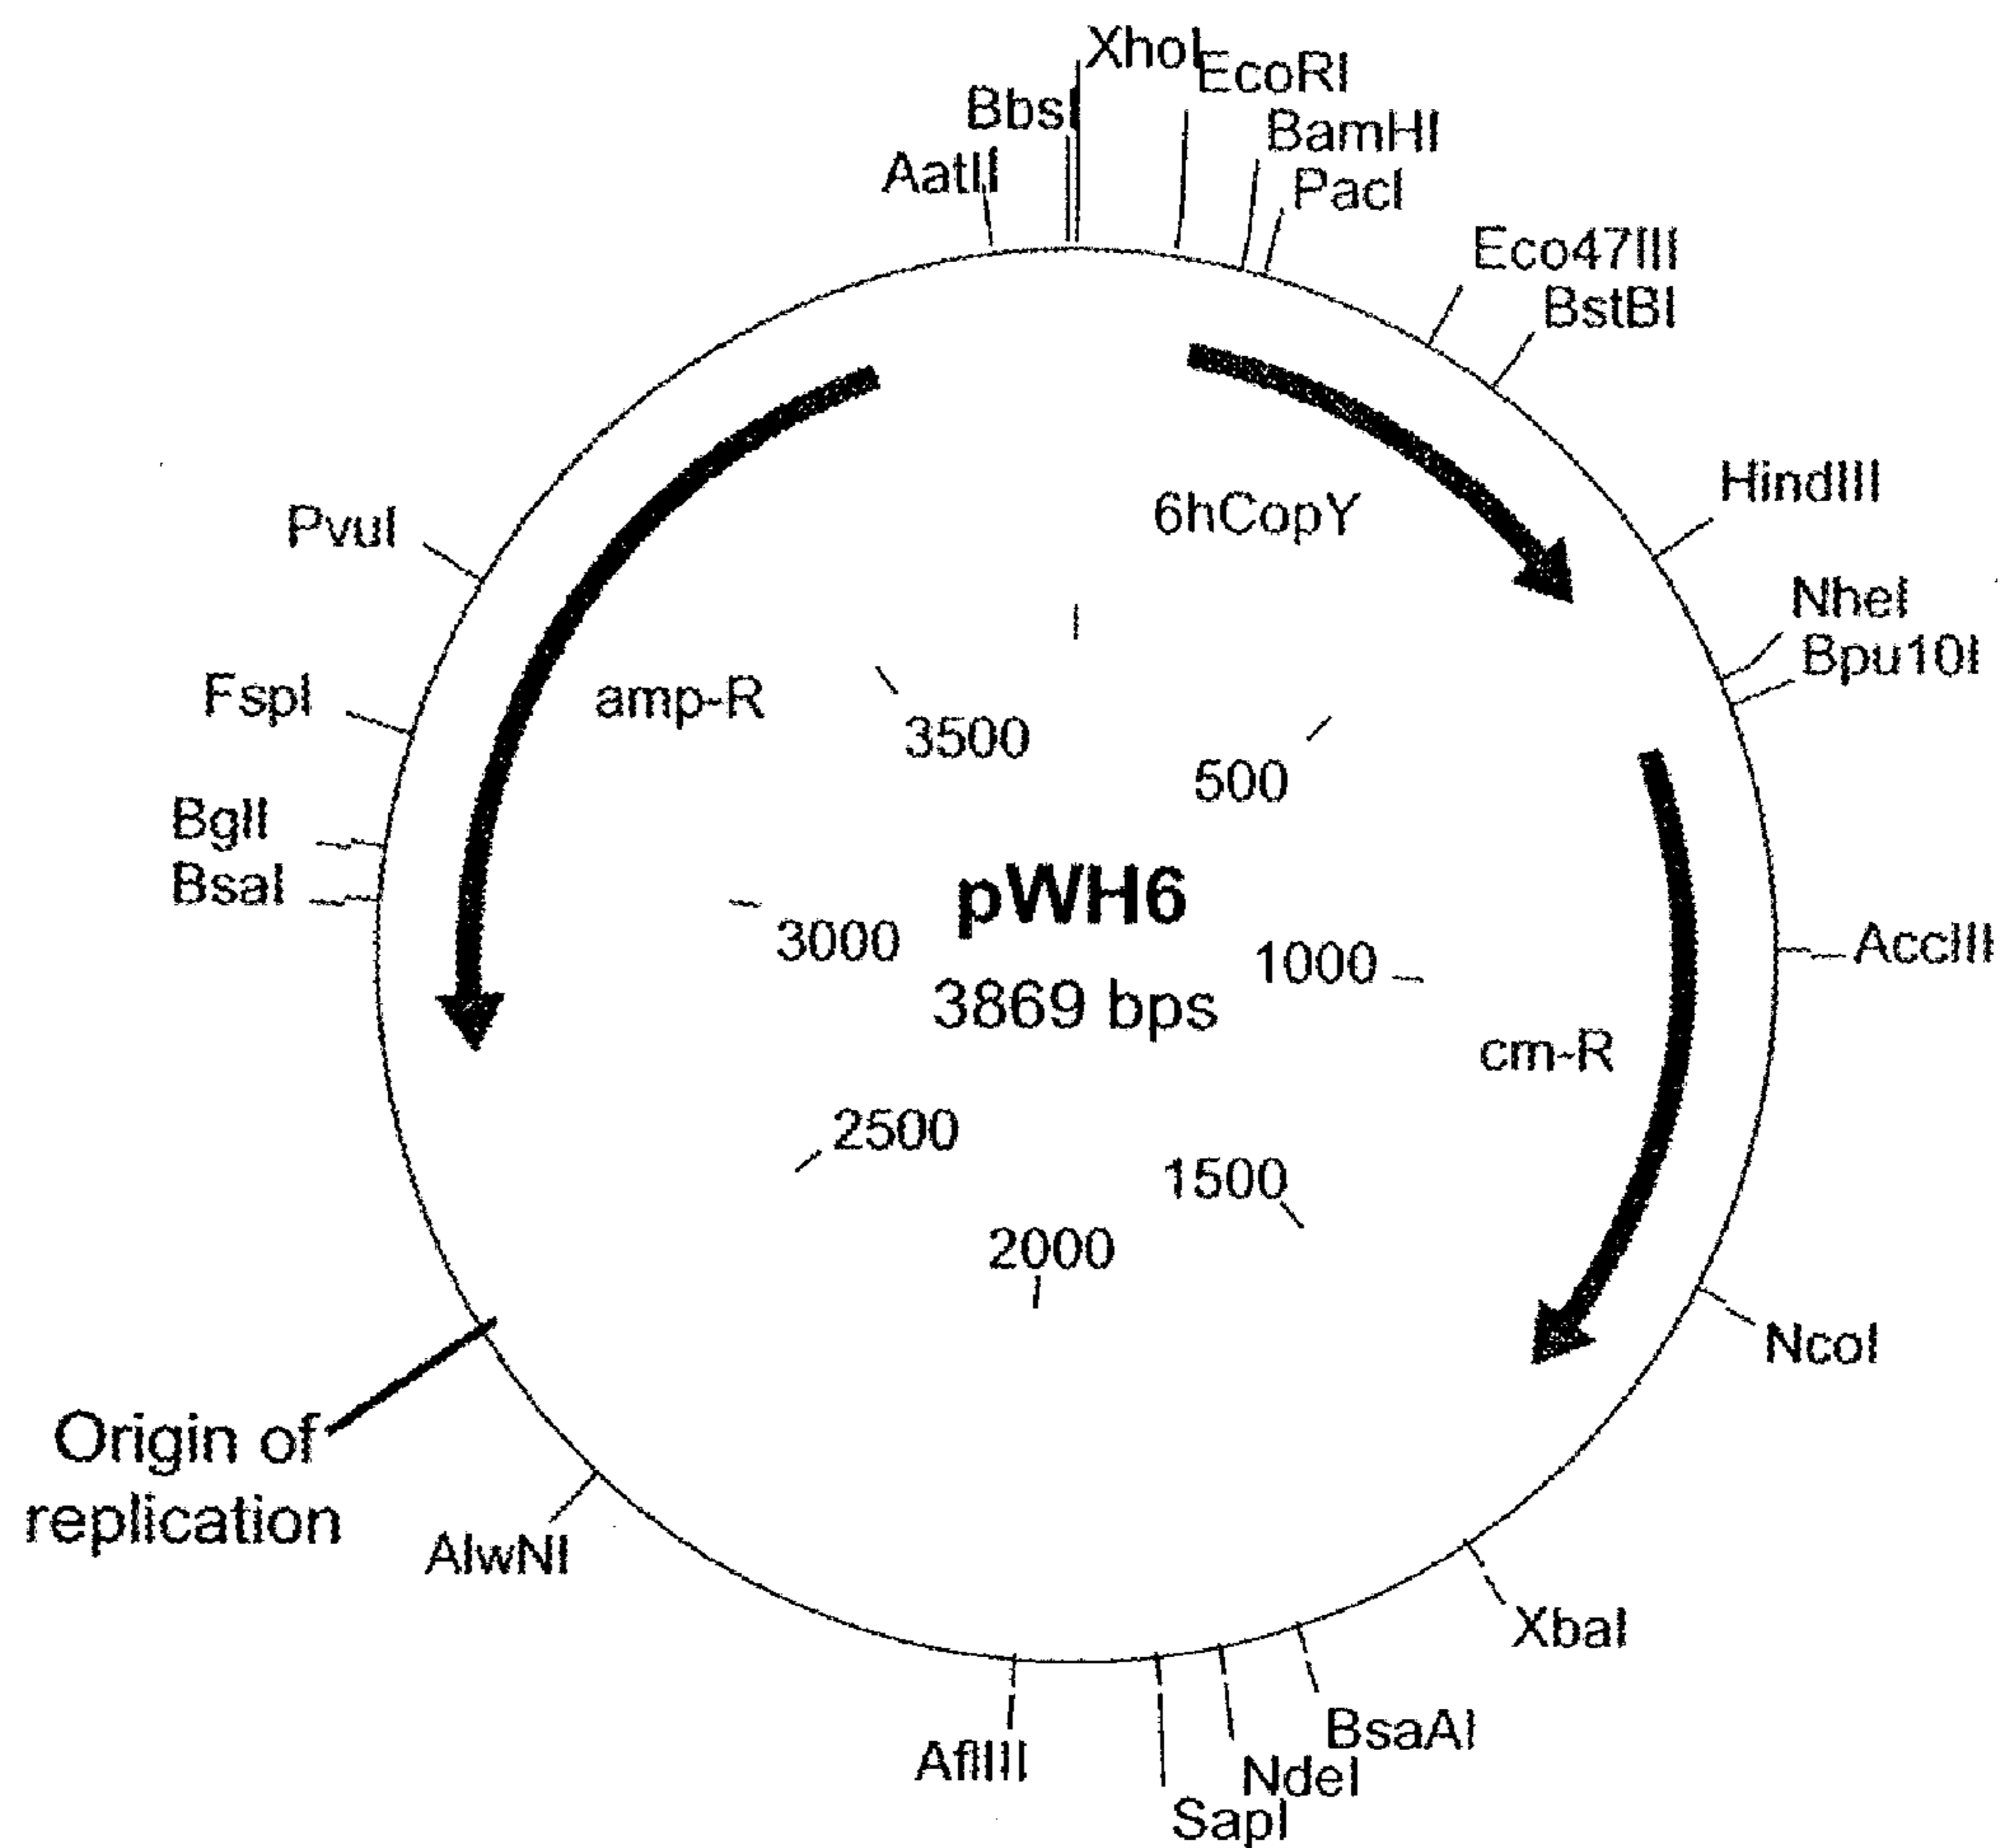 XhoI
EcoRI
BbsI
BamHI
AatII
PacI
Eco47III
BstBI
HindIII
6hCopY
PvuI
NheI
Bpu10I
FspI
amp-R
3500
500
BglI
BsaI
pWH6
3000
1000
AccIII
3869 bps
cm-R
2500
1500
2000
NcoI
Origin of
replication
AlwNI
XbaI
BsaAI
AflIII
NdeI
SapI